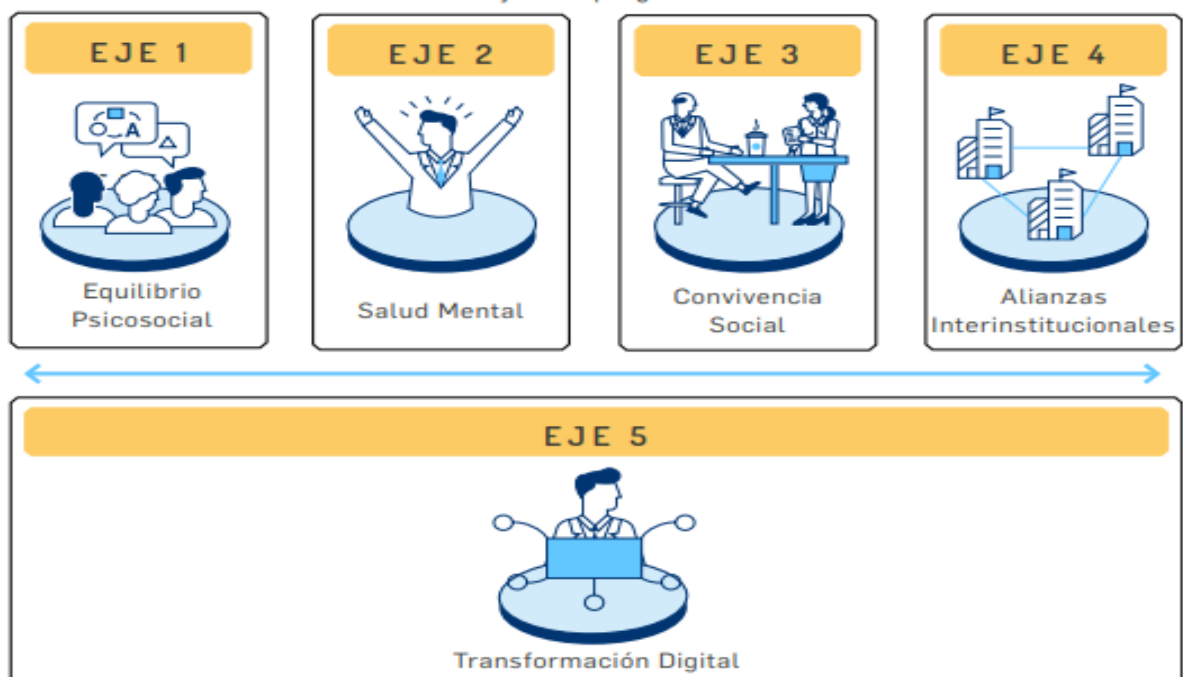 EJE 1
EJE 2
EJE 3
EJE 4
A
Equilibrio
Psicosocial
Salud Mental
Convivencia
Social
Alianzas
Interinstitucionales
EJE 5
Transformación Digital